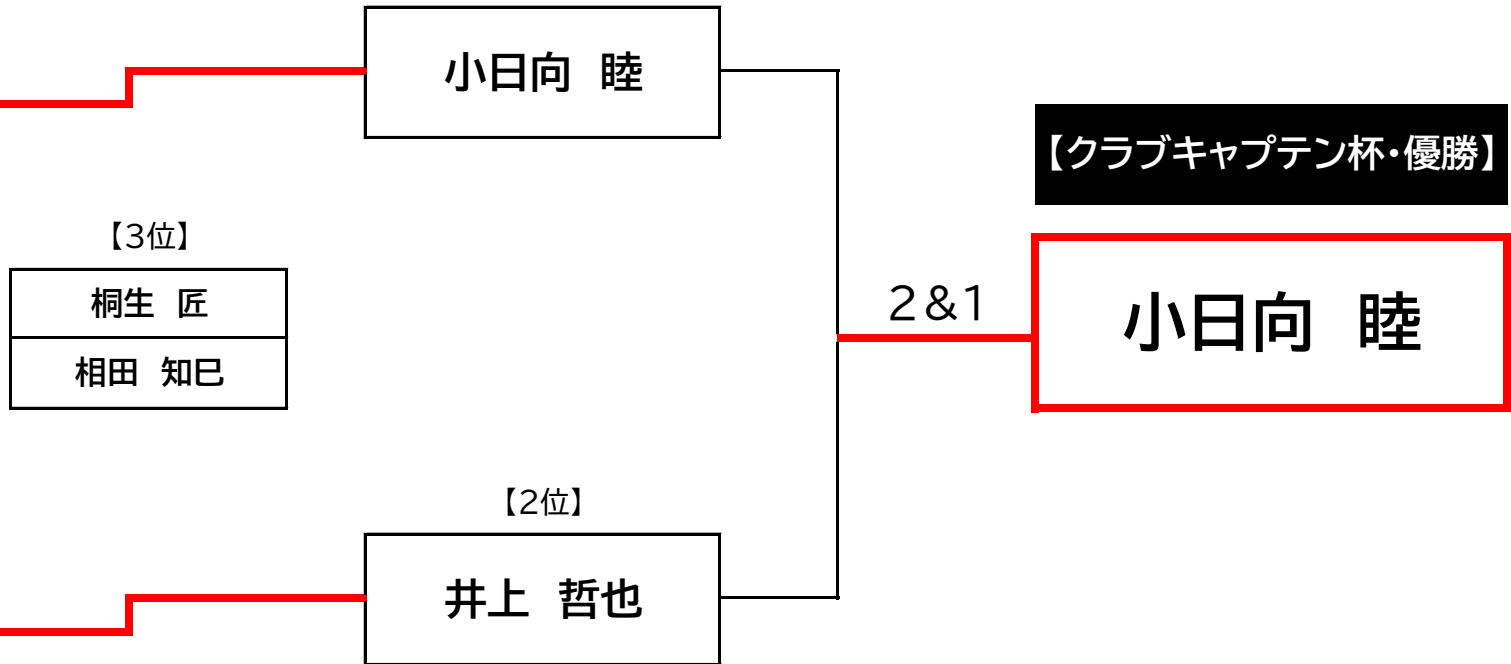 小日向　睦
【クラブキャプテン杯・優勝】
【3位】
桐生　匠
相田　知巳
2&1
小日向　睦
【2位】
井上　哲也